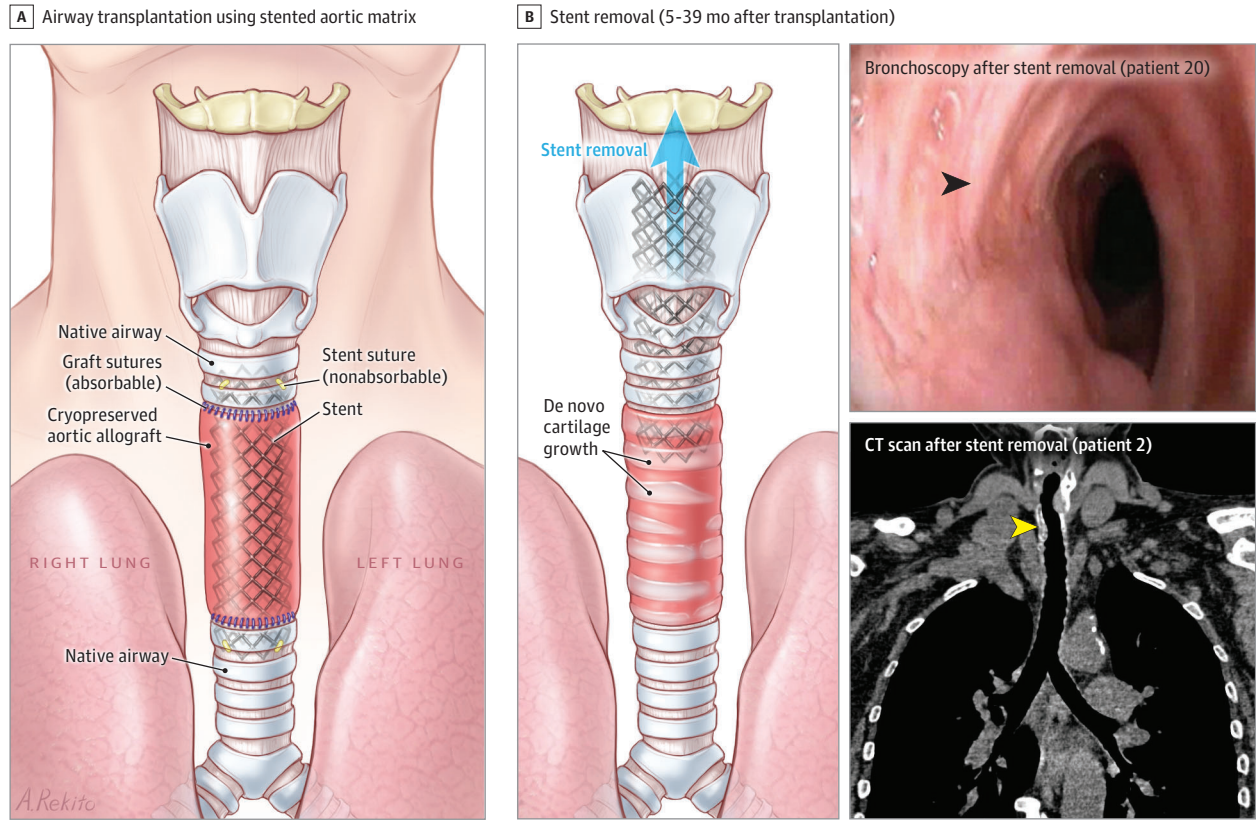 A Airway transplantation using stented aortic matrix
Native airway
Graft sutures
(absorbable)
Cryopreserved
aortic allograft
Stent suture
(nonabsorbable)
Stent
RIGHT LUNG
LEFT LUNG
Native airway
A.Rekito
B Stent removal (5-39 mo after transplantation)
Stent removal
De novo
cartilage
growth
Bronchoscopy after stent removal (patient 20)
CT scan after stent removal (patient 2)